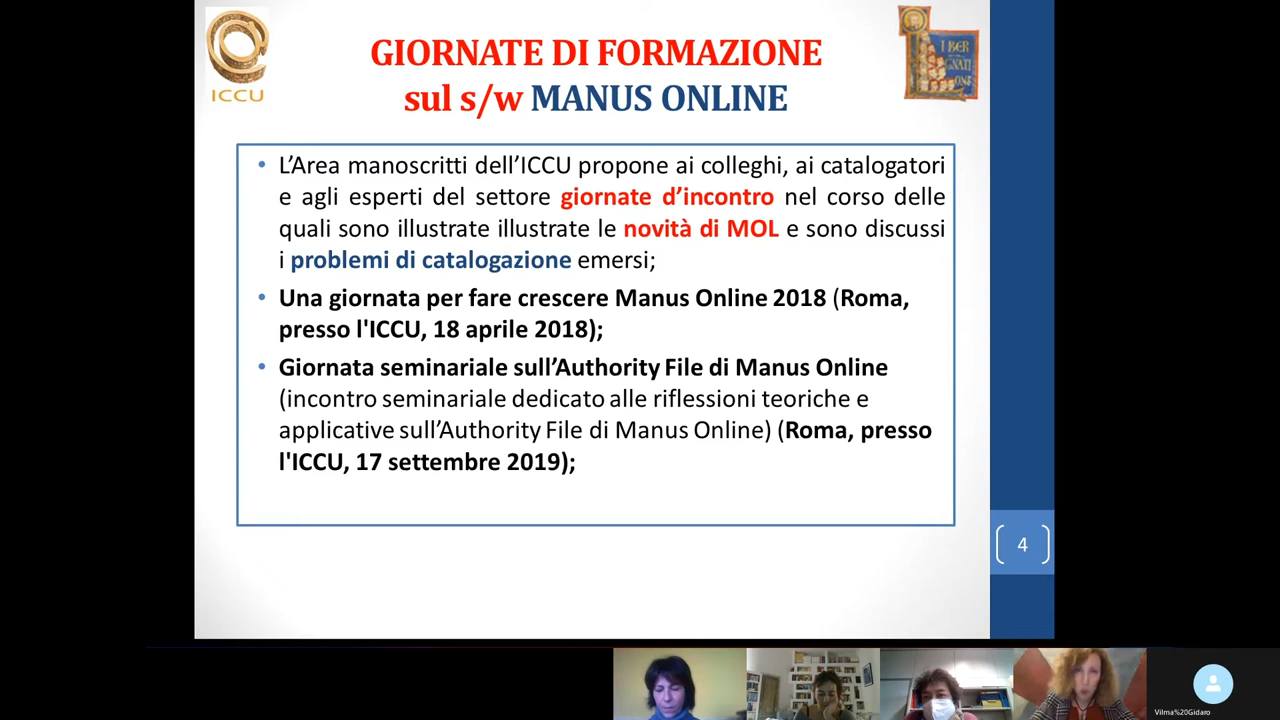 ICCU
GIORNATE DI FORMAZIONE
sul s/w MANUS ONLINE
L’Area manoscritti dell’ICCU propone ai colleghi, ai catalogatori
e agli esperti del settore giornate d’incontro nel corso delle
quali sono illustrate illustrate le novità di MOL e sono discussi
i problemi di catalogazione emersi;
Una giornata per fare crescere Manus Online 2018 (Roma,
presso l'ICCU, 18 aprile 2018);
Giornata seminariale sull’Authority File di Manus Online
(incontro seminariale dedicato alle riflessioni teoriche e
applicative sull’Authority File di Manus Online) (Roma, presso
l'ICCU, 17 settembre 2019);
4
Vilma%20Gidaro